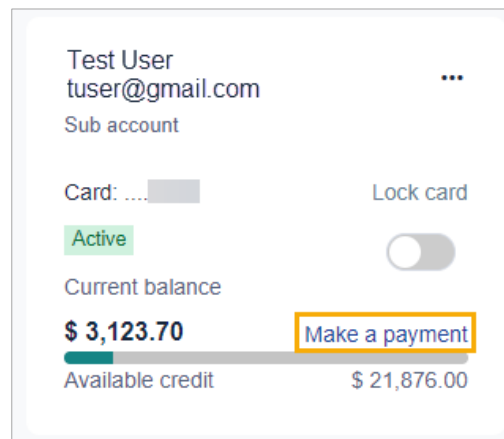 Test User
tuser@gmail.com
Sub account
Card: ....
Lock card
Active
Current balance
$ 3,123.70
Make a payment
Available credit
$ 21,876.00